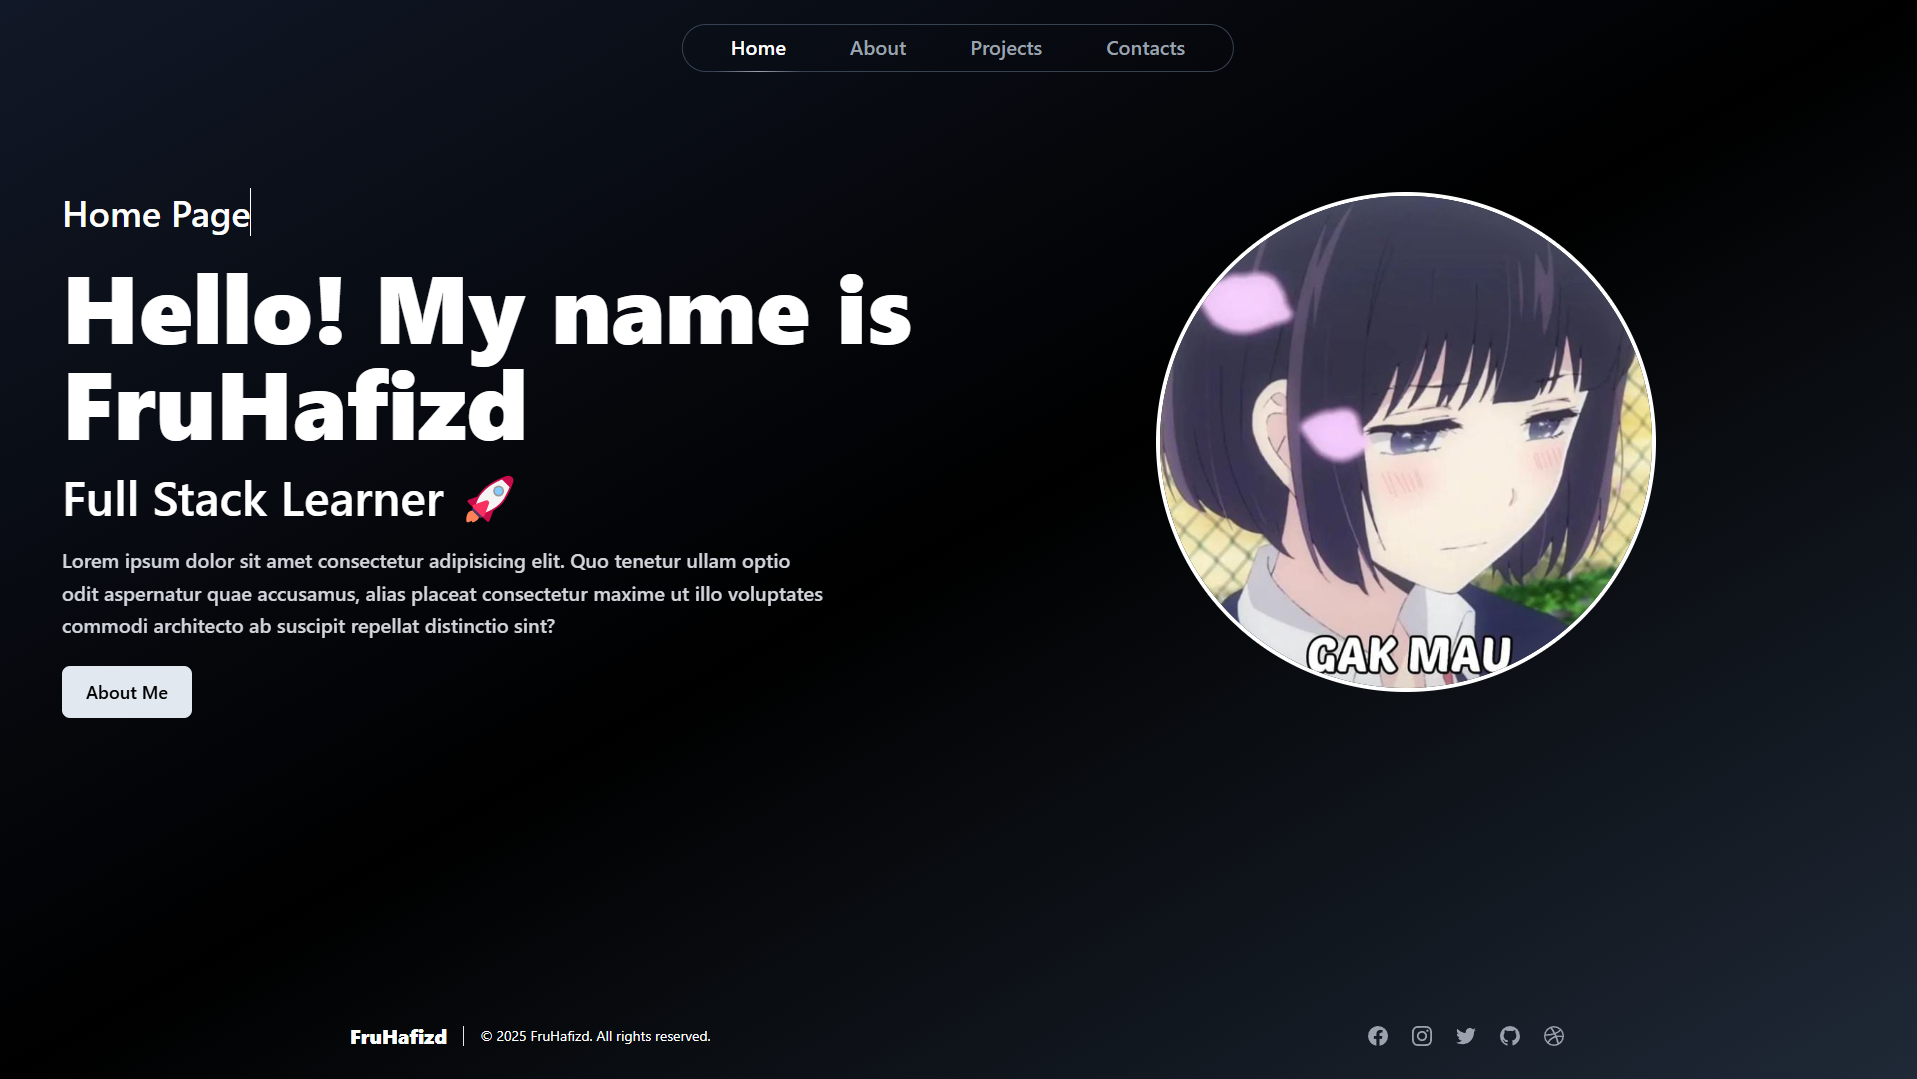 Home About Projects Contacts
Home Page
Hello! My name is
FruHafizd
Full Stack Learner 🚀
Lorem ipsum dolor sit amet consectetur adipisicing elit. Quo tenetur ullam optio
odit aspernatur quae accusamus, alias placeat consectetur maxime ut illo voluptates
commodi architecto ab suscipit repellat distinctio sint?
About Me
GAK MAU
FruHafizd
© 2025 FruHafizd. All rights reserved.